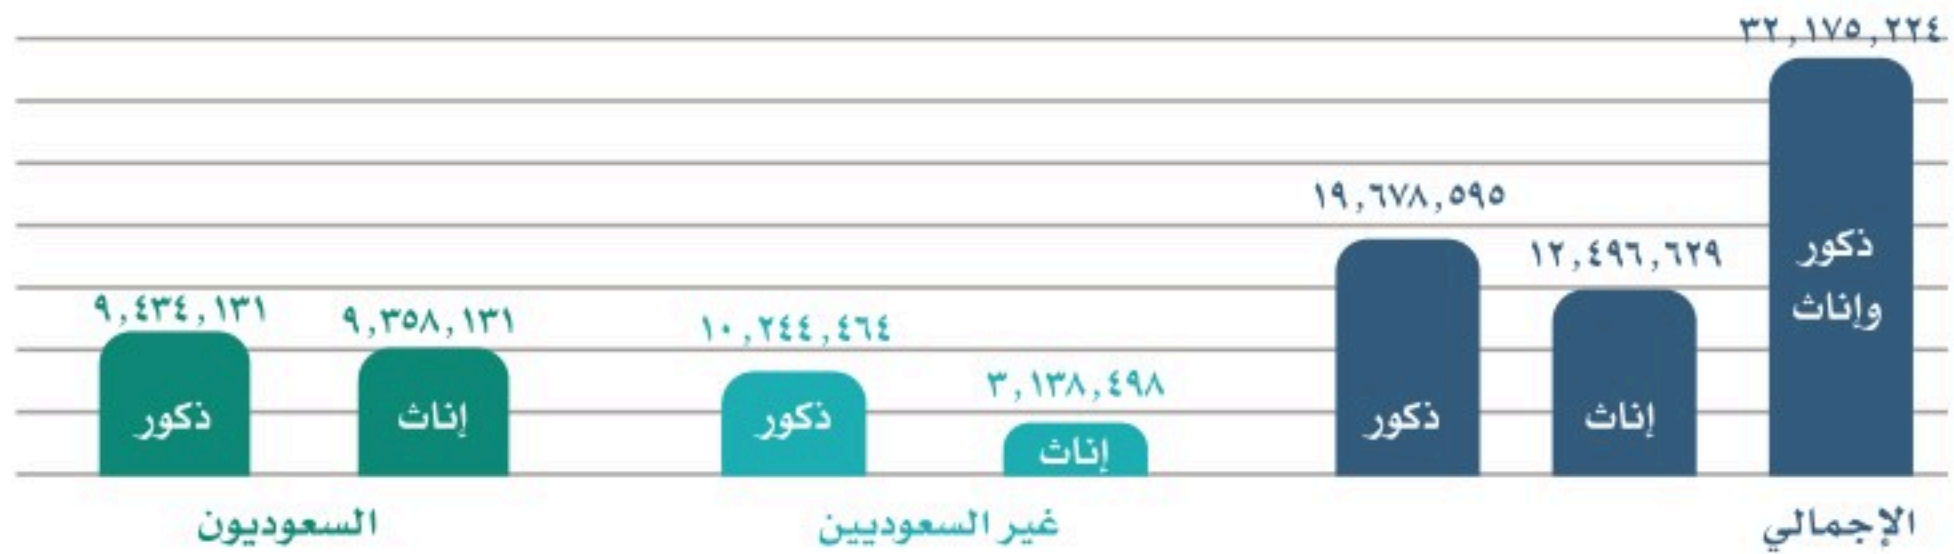 ٣٢,١٧٥,٢٢٤
ذكور
وإناث
١٢,٤٩٦,٦٢٩
إناث
١٩,٦٧٨,٥٩٥
ذكور
الإجمالي
٣,١٣٨,٤٩٨
إناث
١٠,٢٤٤,٤٦٤
ذكور
غير السعوديين
٩,٣٥٨,١٣١
إناث
٩,٤٣٤,١٣١
ذكور
السعوديون